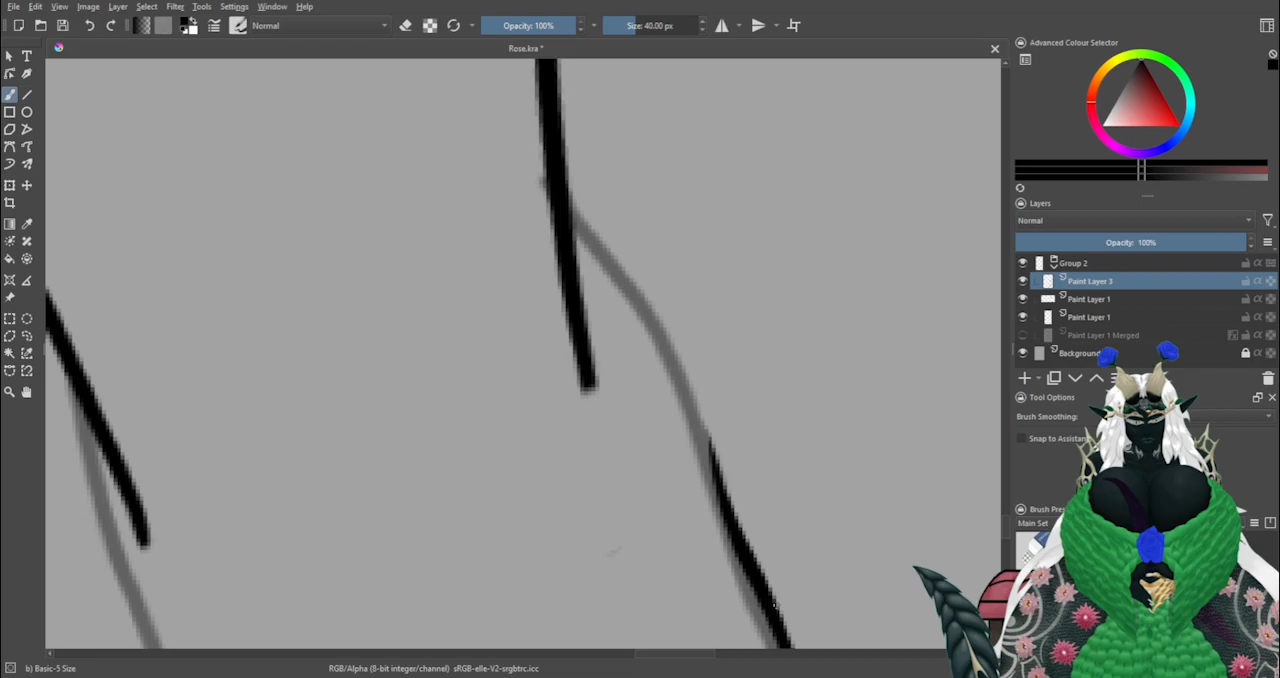 File Edit View Image Layer Select Filter Tools Settings Window Help
Normal Opacity: 100% Size: 40.00 px
Rose.kra *
Advanced Colour Selector
Layers
Normal
Opacity: 100%
Group 2
Paint Layer 3
Paint Layer 1
Paint Layer 1
Paint Layer 1 Merged
Background
Tool Options
Brush Smoothing:
Snap to Assistan
Brush Pre
Main Set
b) Basic-5 Size RGB/Alpha (8-bit integer/channel) sRGB-elle-V2-srgbtrc.icc